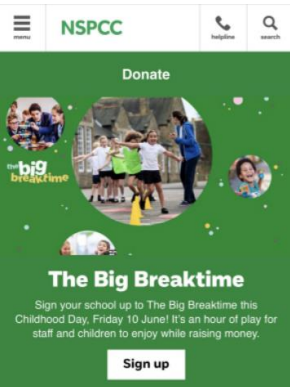 menu
NSPCC
helpline
search
Donate
the big
breaktime
The Big Breaktime
Sign your school up to The Big Breaktime this
Childhood Day, Friday 10 June! It's an hour of play for
staff and children to enjoy while raising money.
Sign up